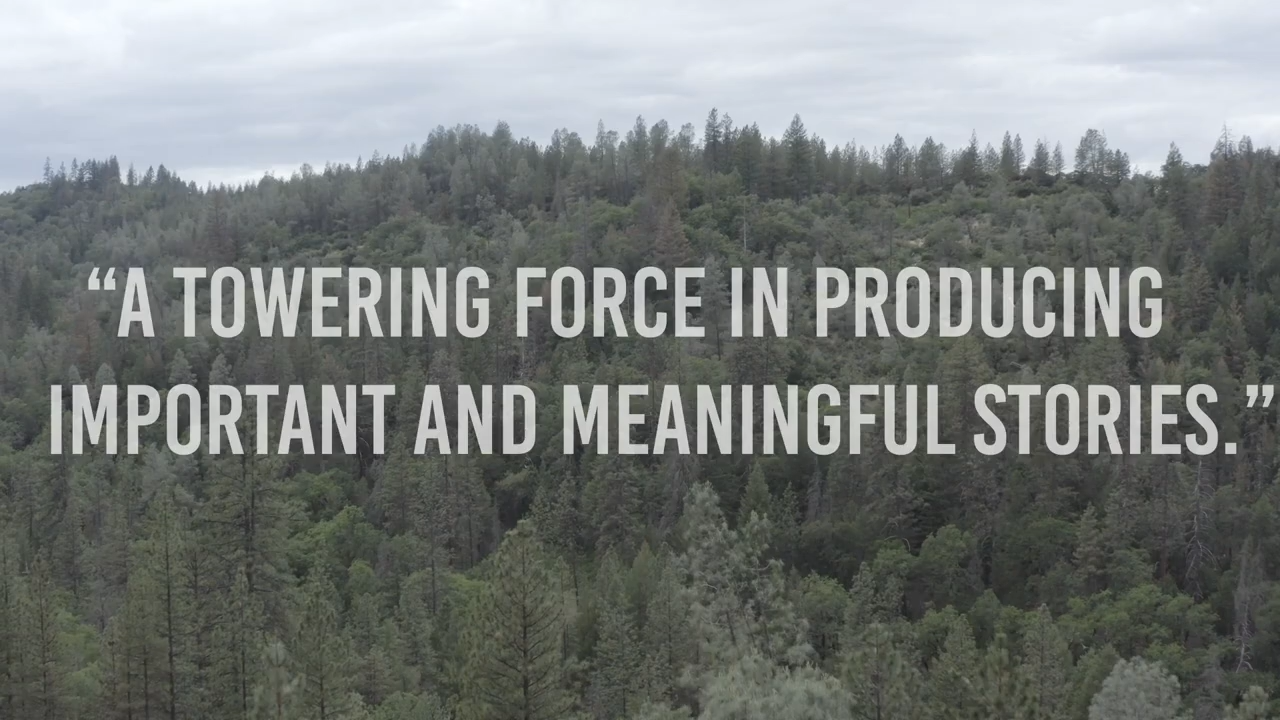 “A TOWERING FORCE IN PRODUCING
IMPORTANT AND MEANINGFUL STORIES.”